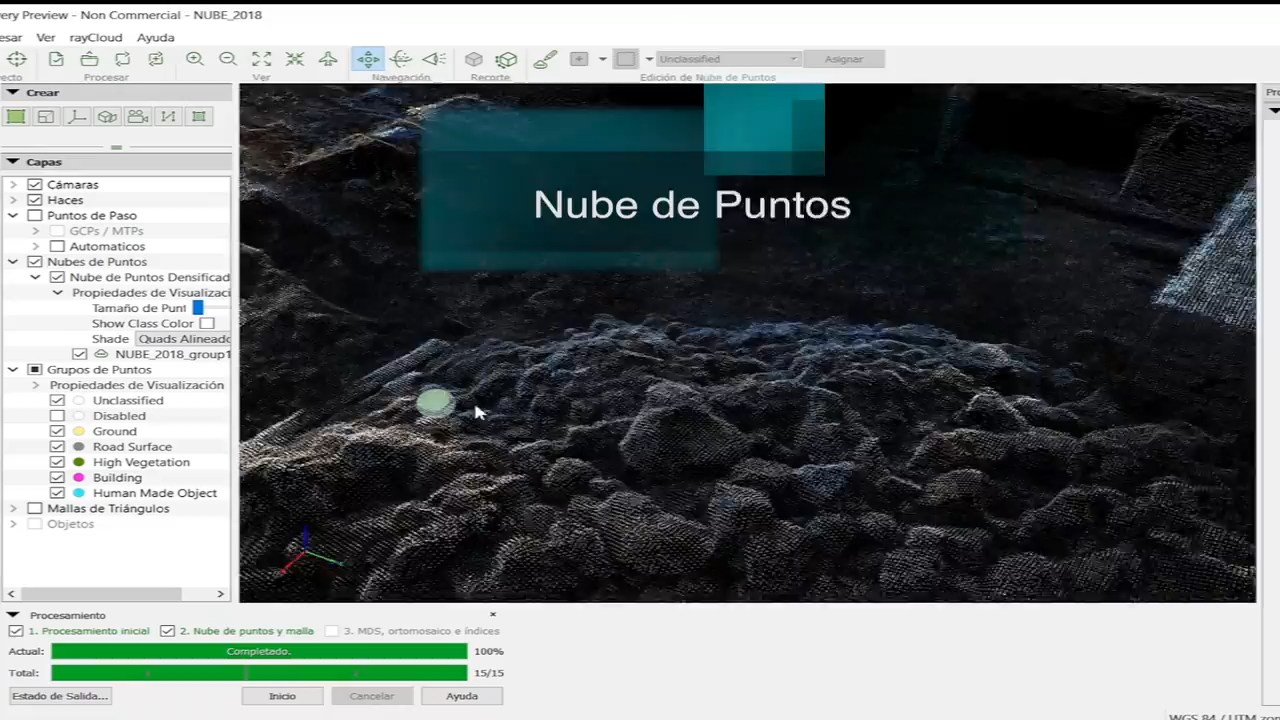 ery Preview - Non Commercial - NUBE_2018
esar Ver rayCloud Ayuda
Unclassified Asignar
ecto Procesar Ver Navegación Recorte Edición de Nube de Puntos
Crear
Pro
Capas
Cámaras
Haces
Puntos de Paso
GCPs / MTPs
Automaticos
Nubes de Puntos
Nube de Puntos Densificad
Propiedades de Visualizaci
Tamaño de Punt
Show Class Color
Shade Quads Alineado
NUBE_2018_group1
Grupos de Puntos
Propiedades de Visualización
Unclassified
Disabled
Ground
Road Surface
High Vegetation
Building
Human Made Object
Mallas de Triángulos
Objetos
Nube de Puntos
Procesamiento
1. Procesamiento inicial 2. Nube de puntos y malla 3. MDS, ortomosaico e índices
Actual: Completado. 100%
Total: 15/15
Estado de Salida... Inicio Cancelar Ayuda
WGS 84 / UTM zon